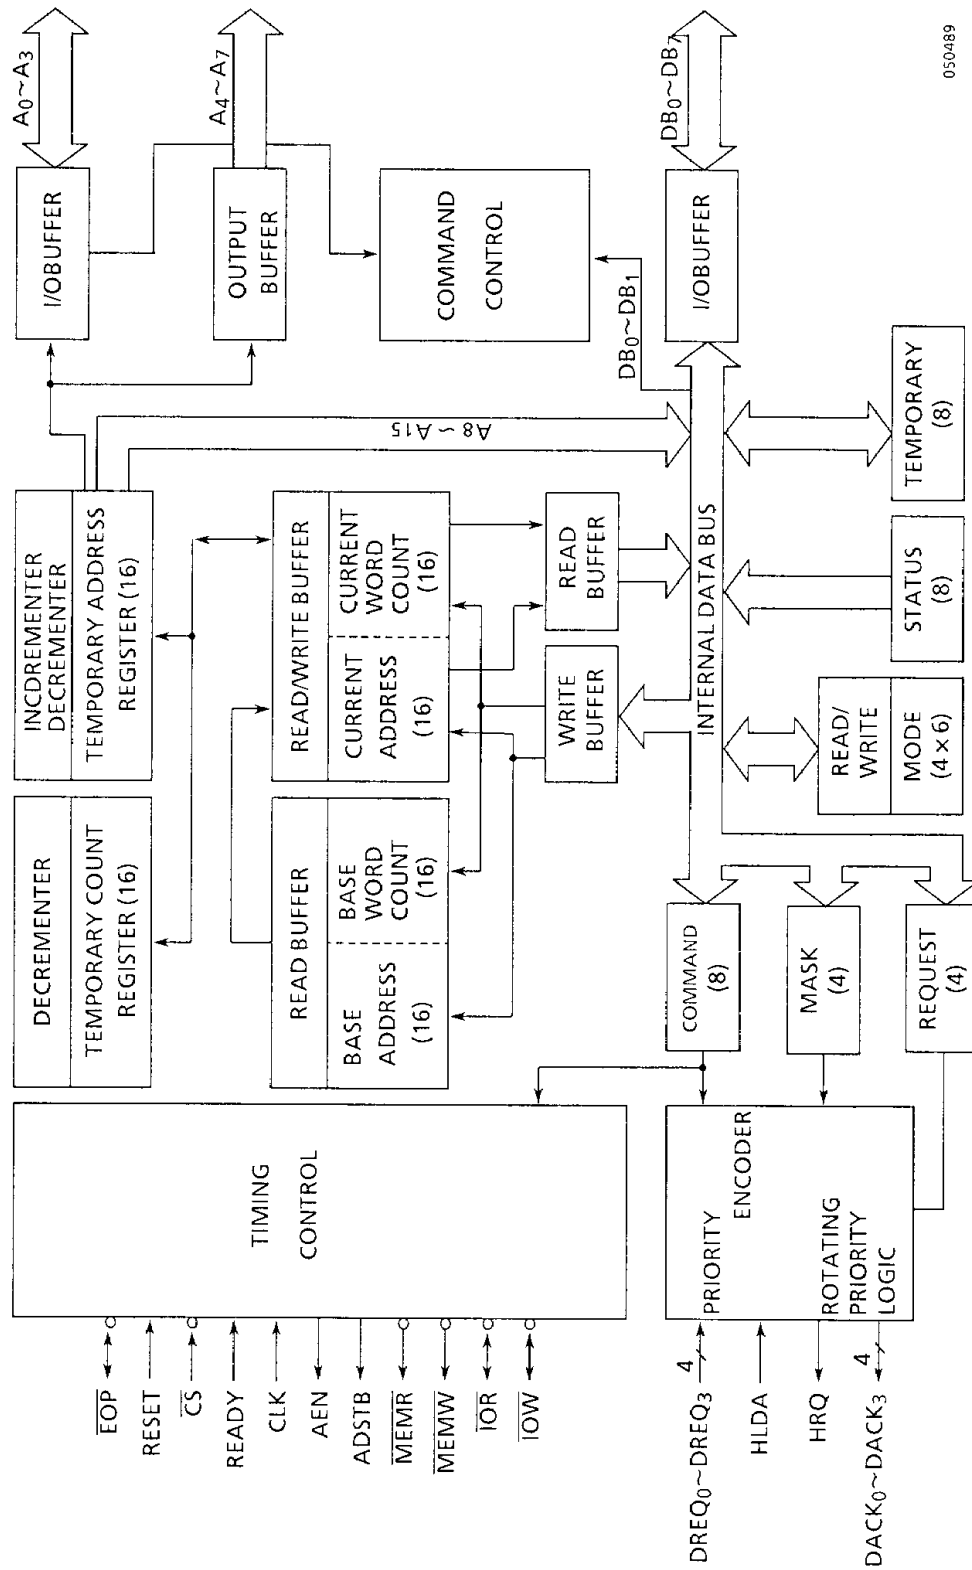 EOP
RESET
CS
READY
CLK
AEN
ADSTB
MEMR
MEMW
IOR
IOW
TIMING
CONTROL
DECREMENTER
TEMPORARY COUNT
REGISTER (16)
INCDREMENTER
DECREMENTER
TEMPORARY ADDRESS
REGISTER (16)
I/OBUFFER
A0~A3
OUTPUT
BUFFER
A4~A7
READ BUFFER
BASE
ADDRESS
(16)
BASE
WORD
COUNT
(16)
READ/WRITE BUFFER
CURRENT
ADDRESS
(16)
CURRENT
WORD
COUNT
(16)
A8~A15
COMMAND
CONTROL
WRITE
BUFFER
READ
BUFFER
DB0~DB1
DREQ0~DREQ3
4
HLDA
HRQ
DACK0~DACK3
4
PRIORITY
ENCODER
ROTATING
PRIORITY
LOGIC
COMMAND
(8)
MASK
(4)
REQUEST
(4)
INTERNAL DATA BUS
I/OBUFFER
DB0~DB7
READ/
WRITE
MODE
(4×6)
STATUS
(8)
TEMPORARY
(8)
050489